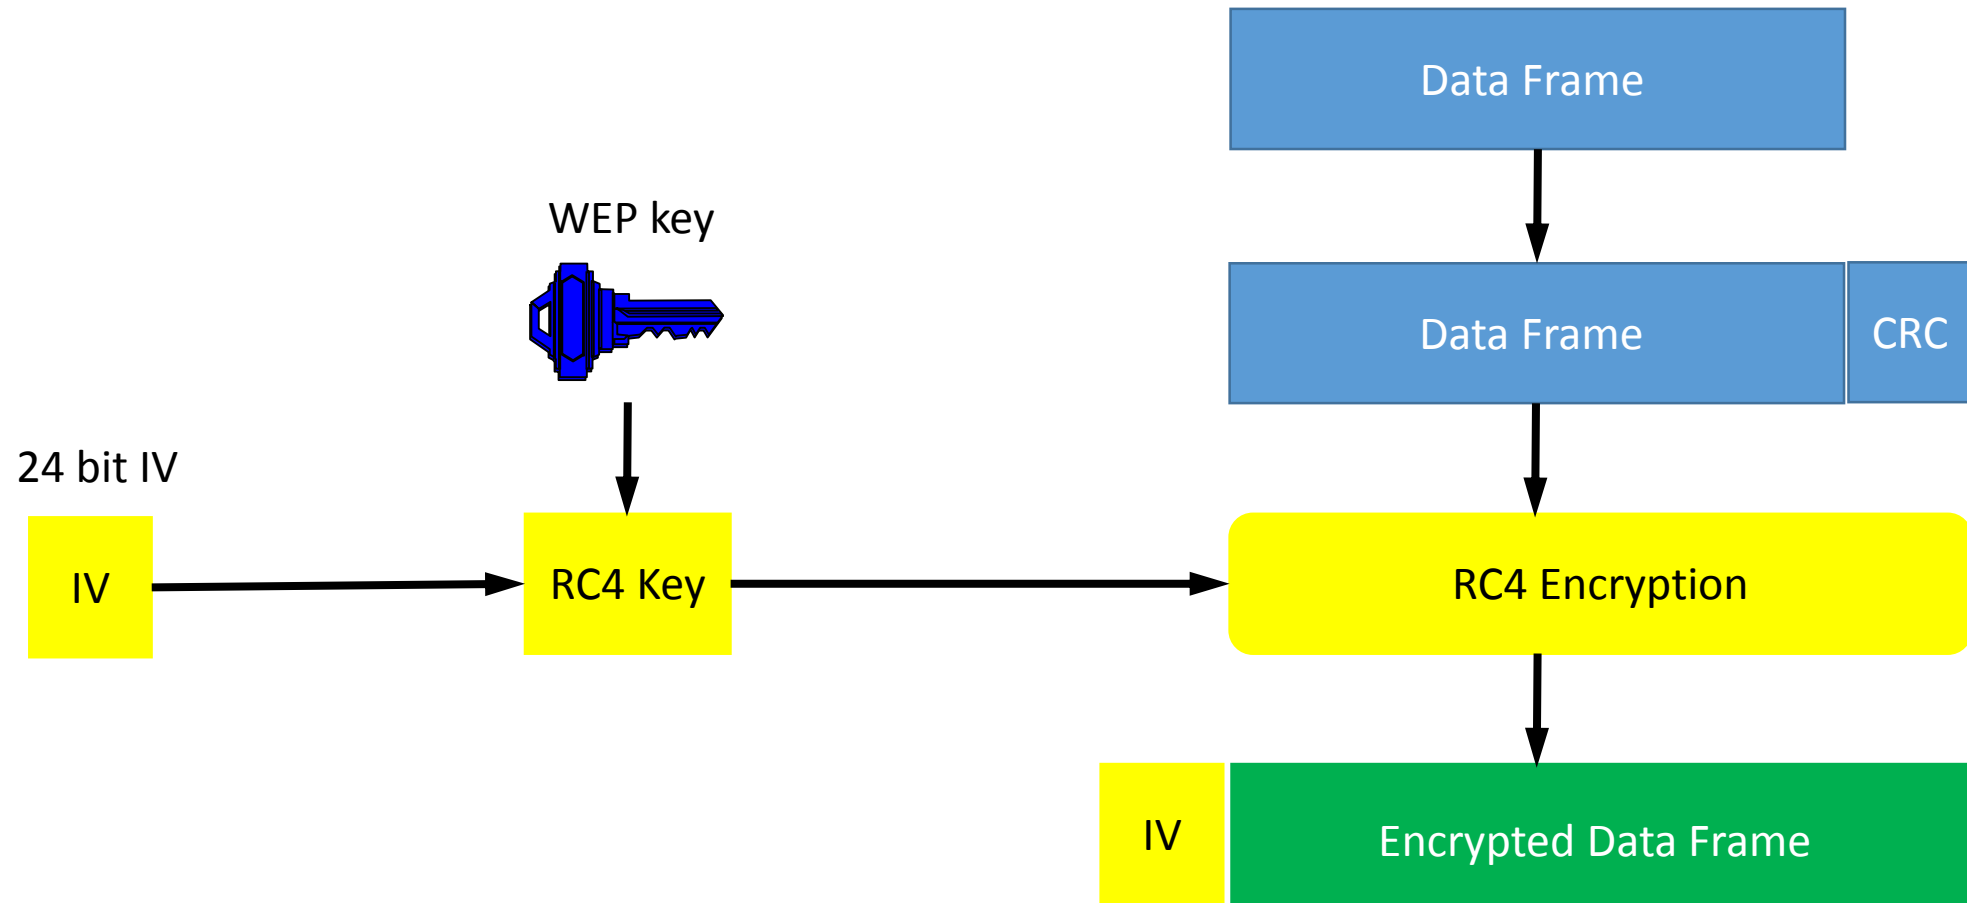 Data Frame
WEP key
Data Frame
CRC
24 bit IV
IV
RC4 Key
RC4 Encryption
IV
Encrypted Data Frame